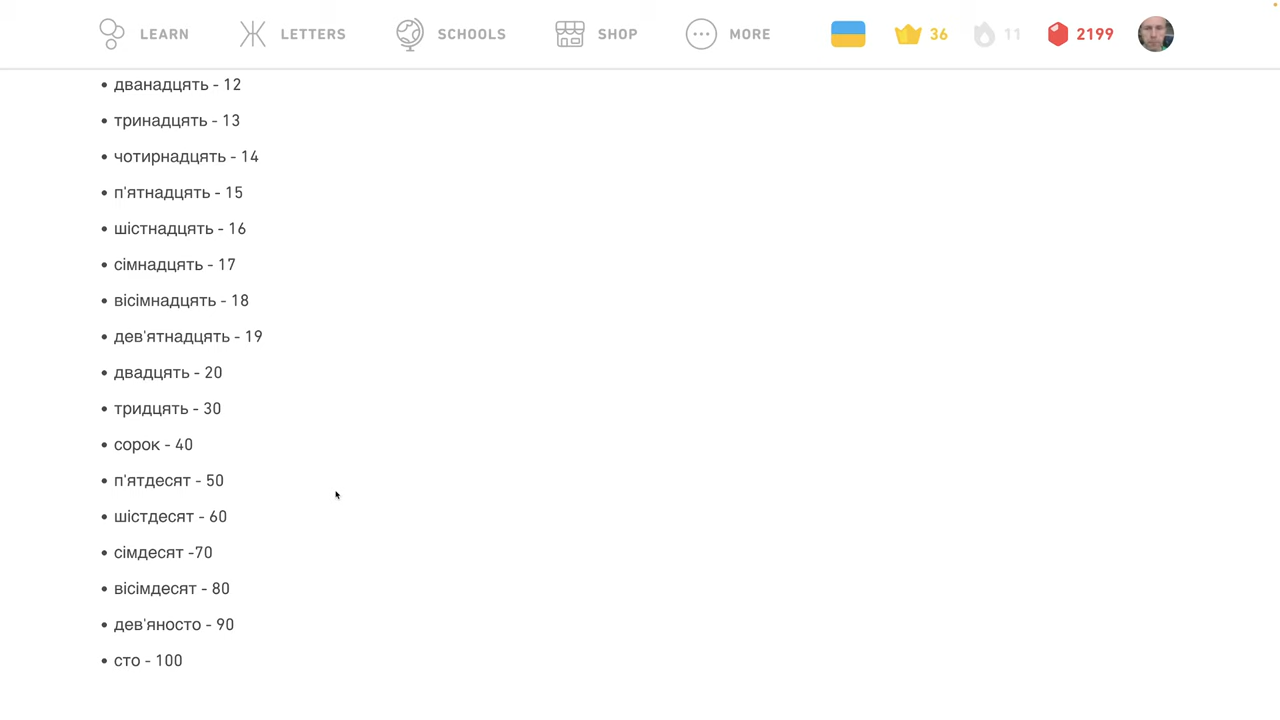 LEARN LETTERS SCHOOLS SHOP MORE 36 11 2199
• дванадцять - 12
• тринадцять - 13
• чотирнадцять - 14
• п'ятнадцять - 15
• шістнадцять - 16
• сімнадцять - 17
• вісімнадцять - 18
• дев'ятнадцять - 19
• двадцять - 20
• тридцять - 30
• сорок - 40
• п'ятдесят - 50
• шістдесят - 60
• сімдесят -70
• вісімдесят - 80
• дев'яносто - 90
• сто - 100